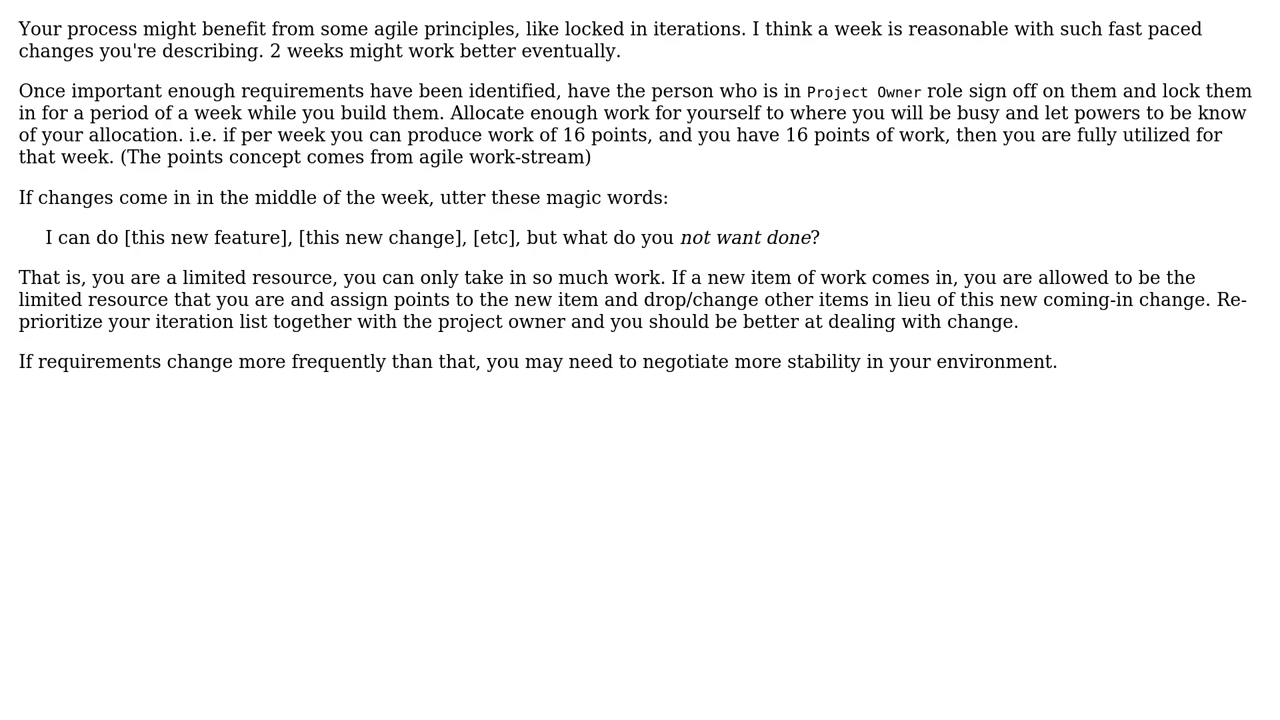 Your process might benefit from some agile principles, like locked in iterations. I think a week is reasonable with such fast paced
changes you're describing. 2 weeks might work better eventually.
Once important enough requirements have been identified, have the person who is in Project Owner role sign off on them and lock them
in for a period of a week while you build them. Allocate enough work for yourself to where you will be busy and let powers to be know
of your allocation. i.e. if per week you can produce work of 16 points, and you have 16 points of work, then you are fully utilized for
that week. (The points concept comes from agile work-stream)
If changes come in in the middle of the week, utter these magic words:
I can do [this new feature], [this new change], [etc], but what do you not want done?
That is, you are a limited resource, you can only take in so much work. If a new item of work comes in, you are allowed to be the
limited resource that you are and assign points to the new item and drop/change other items in lieu of this new coming-in change. Re-
prioritize your iteration list together with the project owner and you should be better at dealing with change.
If requirements change more frequently than that, you may need to negotiate more stability in your environment.